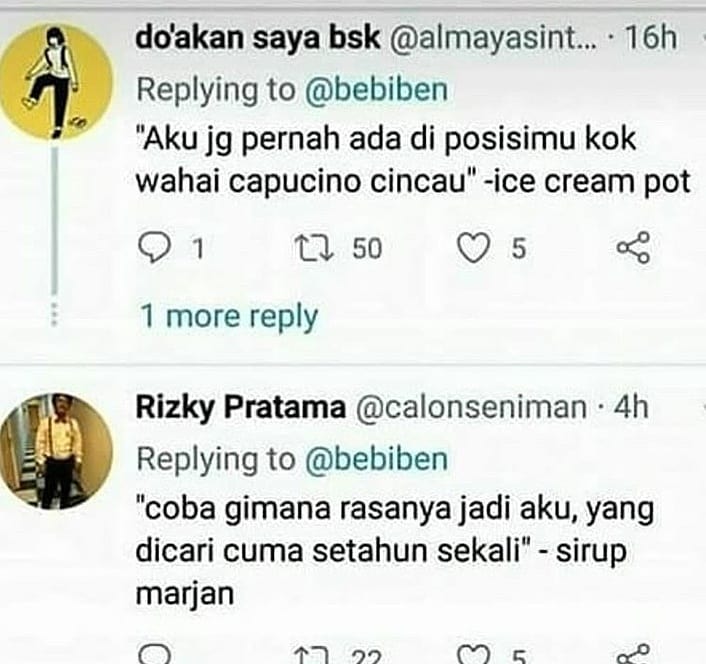 do'akan saya bsk @almayasint... · 16h
Replying to @bebiben
"Aku jg pernah ada di posisimu kok
wahai capucino cincau" -ice cream pot
1 50 5
1 more reply
Rizky Pratama @calonseniman · 4h
Replying to @bebiben
"coba gimana rasanya jadi aku, yang
dicari cuma setahun sekali" - sirup
marjan
22 5